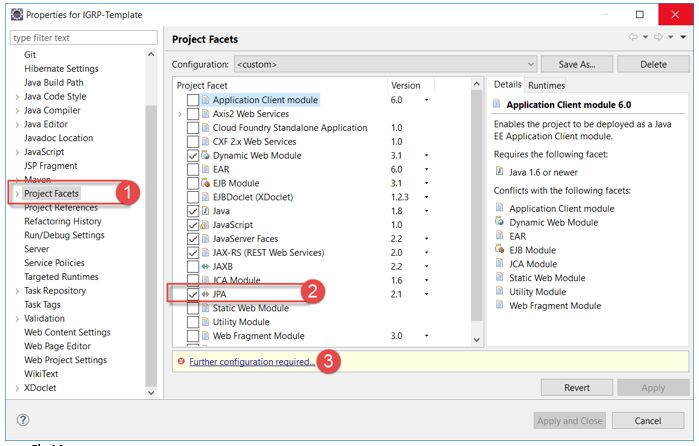 Properties for IGRP-Template
type filter text
Git
Hibernate Settings
Java Build Path
Java Code Style
Java Compiler
Java Editor
Javadoc Location
JavaScript
JSP Fragment
Maven
Project Facets
1
Project References
Refactoring History
Run/Debug Settings
Server
Service Policies
Targeted Runtimes
Task Repository
Task Tags
Validation
Web Content Settings
Web Page Editor
Web Project Settings
WikiText
XDoclet
Project Facets
Configuration: <custom> Save As... Delete
Project Facet Version
Application Client module 6.0
Axis2 Web Services
Cloud Foundry Standalone Application 1.0
CXF 2.x Web Services 1.0
Dynamic Web Module 3.1
EAR 6.0
EJB Module 3.1
EJBDoclet (XDoclet) 1.2.3
Java 1.8
JavaScript 1.0
JavaServer Faces 2.2
JAX-RS (REST Web Services) 2.0
JAXB 2.2
JCA Module 1.6
JPA 2.1
2
Static Web Module
Utility Module
Web Fragment Module 3.0
Details Runtimes
Application Client module 6.0
Enables the project to be deployed as a Java
EE Application Client module.
Requires the following facet:
Java 1.6 or newer
Conflicts with the following facets:
Application Client module
Dynamic Web Module
EAR
EJB Module
JCA Module
Static Web Module
Utility Module
Web Fragment Module
Further configuration required...
3
Revert Apply
? Apply and Close Cancel